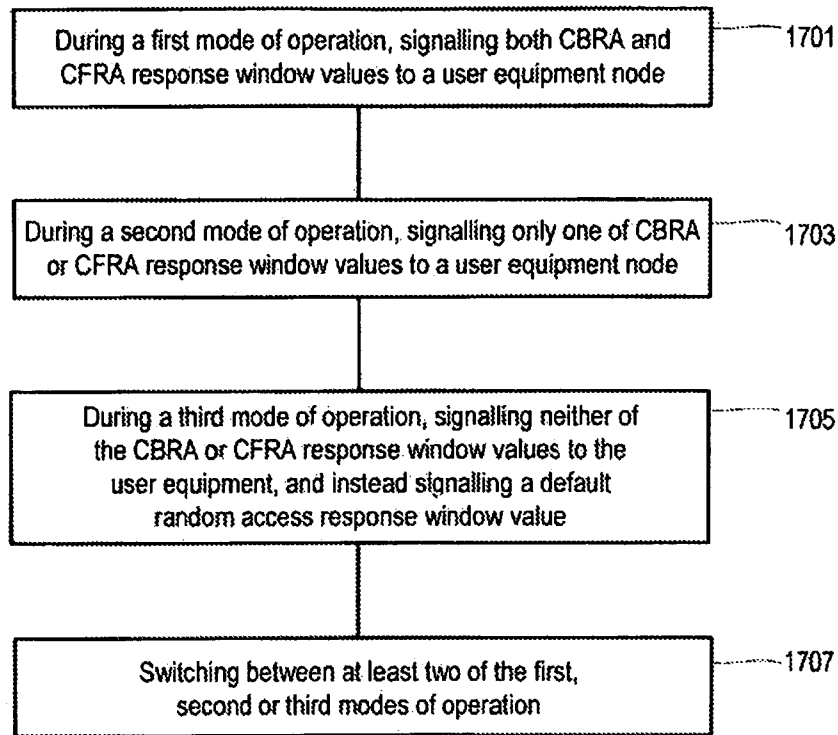 During a first mode of operation, signalling both CBRA and
CFRA response window values to a user equipment node
1701
During a second mode of operation, signalling only one of CBRA
or CFRA response window values to a user equipment node
1703
During a third mode of operation, signalling neither of
the CBRA or CFRA response window values to the
user equipment, and instead signalling a default
random access response window value
1705
Switching between at least two of the first,
second or third modes of operation
1707